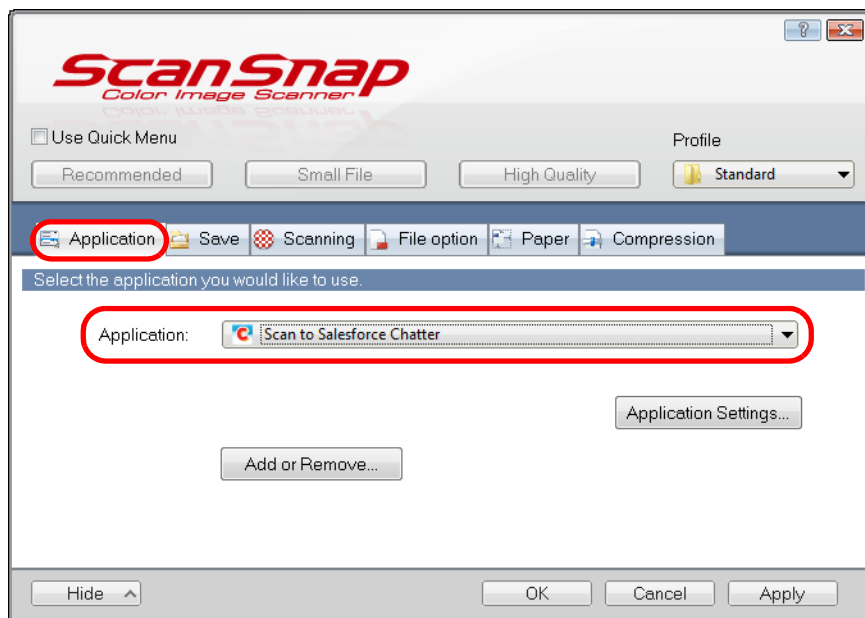 ScanSnap
Color Image Scanner
Use Quick Menu
Profile
Recommended
Small File
High Quality
Standard
Application
Save
Scanning
File option
Paper
Compression
Select the application you would like to use.
Application:
Scan to Salesforce Chatter
Application Settings...
Add or Remove...
Hide
OK
Cancel
Apply